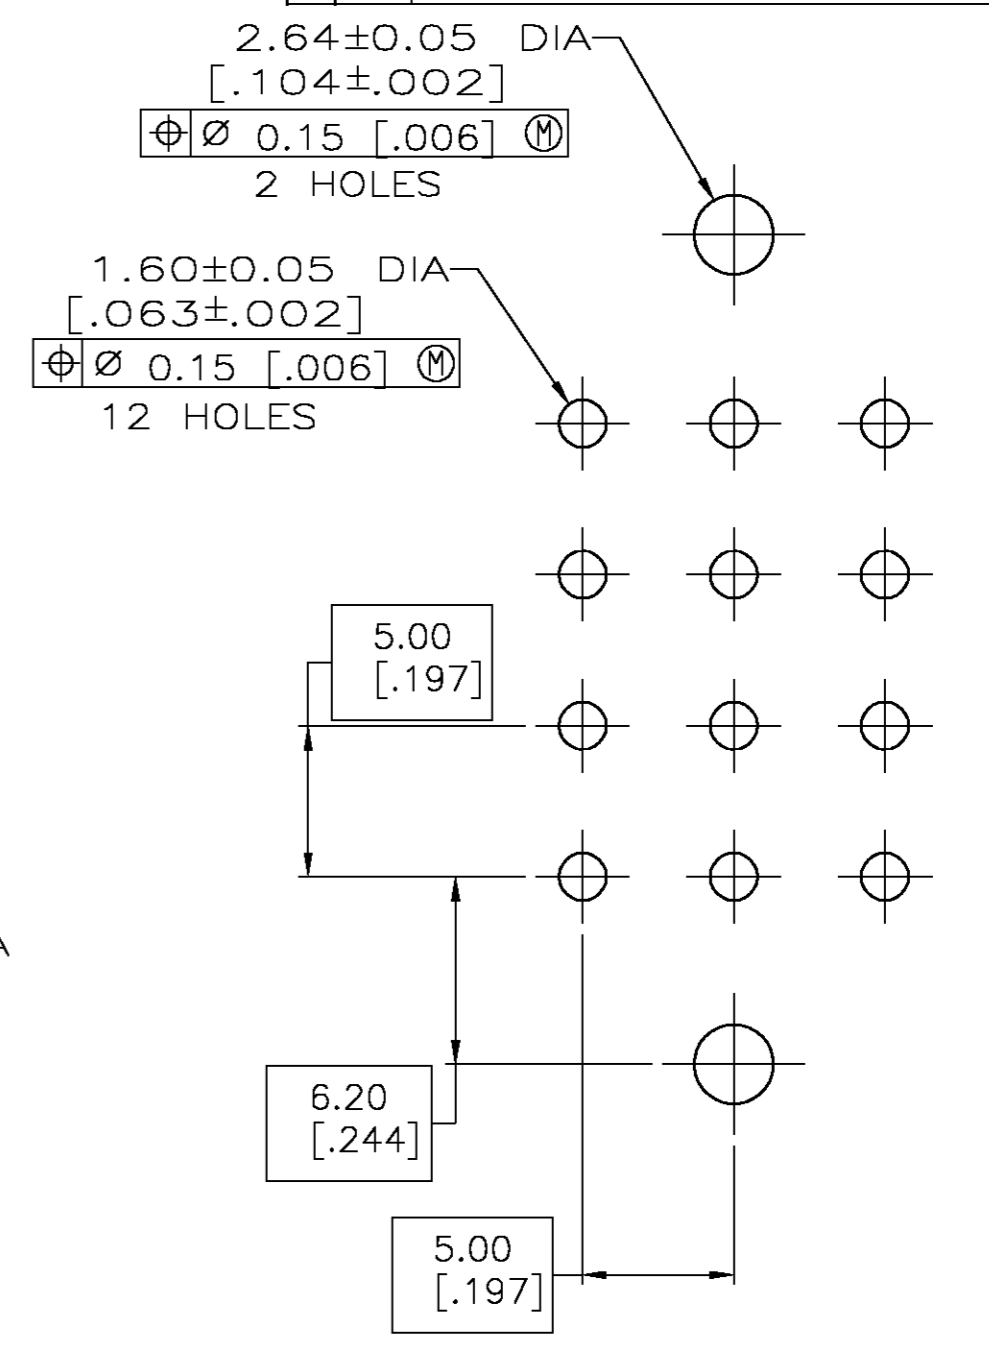 2.64±0.05 DIA
[.104±.002]
⌖ Ø 0.15 [.006] Ⓜ
2 HOLES
1.60±0.05 DIA
[.063±.002]
⌖ Ø 0.15 [.006] Ⓜ
12 HOLES
5.00
[.197]
A
6.20
[.244]
5.00
[.197]